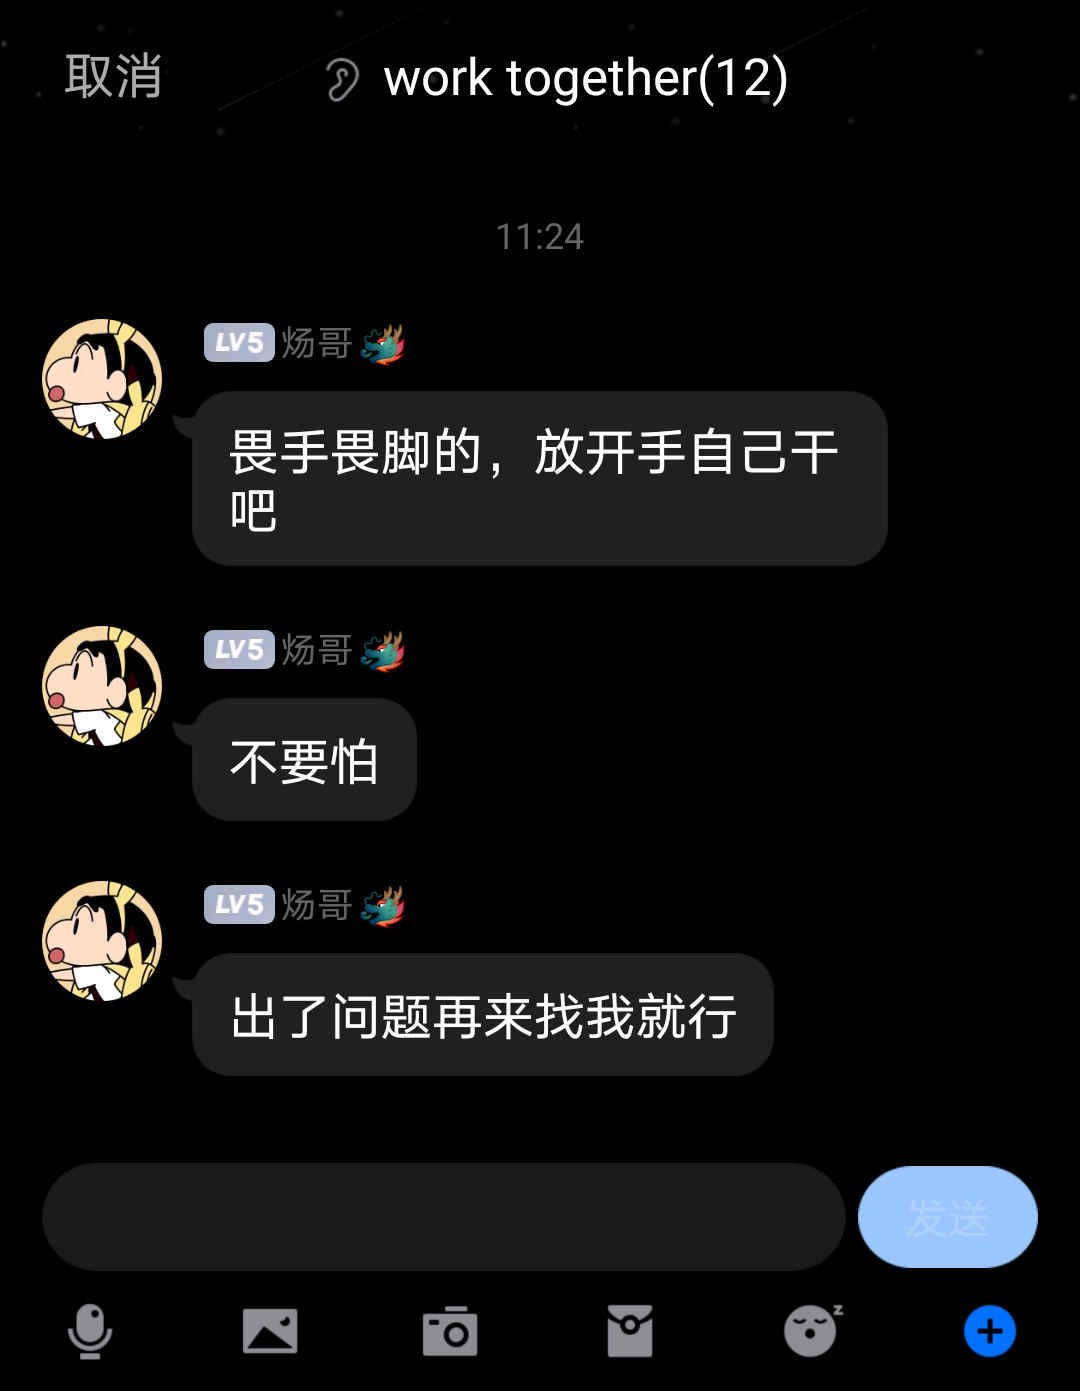 取消
work together(12)
11:24
LV5 炀哥
畏手畏脚的，放开手自己干
吧
LV5 炀哥
不要怕
LV5 炀哥
出了问题再来找我就行
发送
z